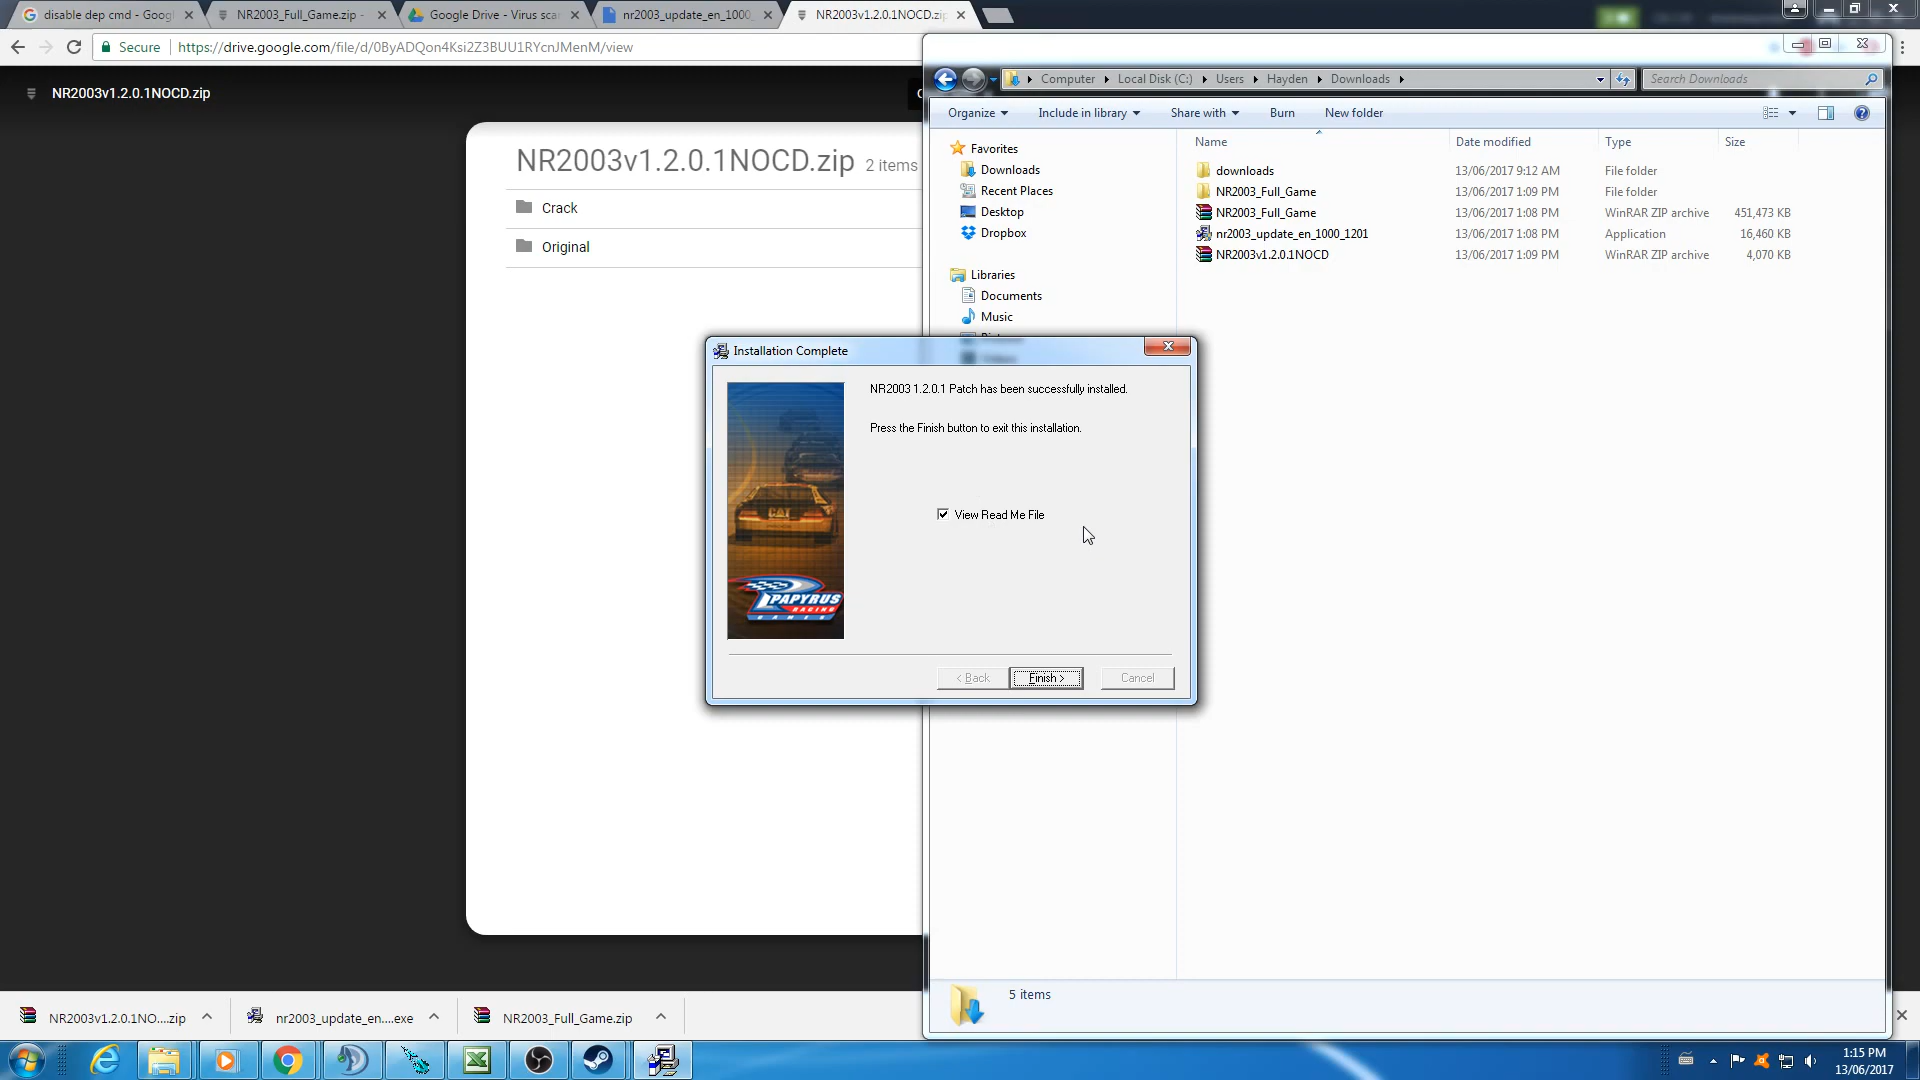 disable dep cmd - Googl
NR2003_Full_Game.zip -
Google Drive - Virus sca
nr2003_update_en_1000_
NR2003v1.2.0.1NOCD.zip
Secure
https://drive.google.com/file/d/0ByADQon4Ksi2Z3BUU1RYcnJMenM/view
NR2003v1.2.0.1NOCD.zip
NR2003v1.2.0.1NOCD.zip 2 items
Crack
Original
Computer
Local Disk (C:)
Users
Hayden
Downloads
Search Downloads
Organize
Include in library
Share with
Burn
New folder
Favorites
Downloads
Recent Places
Desktop
Dropbox
Libraries
Documents
Music
Name Date modified Type Size
downloads 13/06/2017 9:12 AM File folder
NR2003_Full_Game 13/06/2017 1:09 PM File folder
NR2003_Full_Game 13/06/2017 1:08 PM WinRAR ZIP archive 451,473 KB
nr2003_update_en_1000_1201 13/06/2017 1:08 PM Application 16,460 KB
NR2003v1.2.0.1NOCD 13/06/2017 1:09 PM WinRAR ZIP archive 4,070 KB
Installation Complete
NR2003 1.2.0.1 Patch has been successfully installed.
Press the Finish button to exit this installation.
View Read Me File
CAT
PAPYRUS
RACING
GAMES
< Back
Finish >
Cancel
5 items
NR2003v1.2.0.1NO....zip
nr2003_update_en....exe
NR2003_Full_Game.zip
1:15 PM
13/06/2017